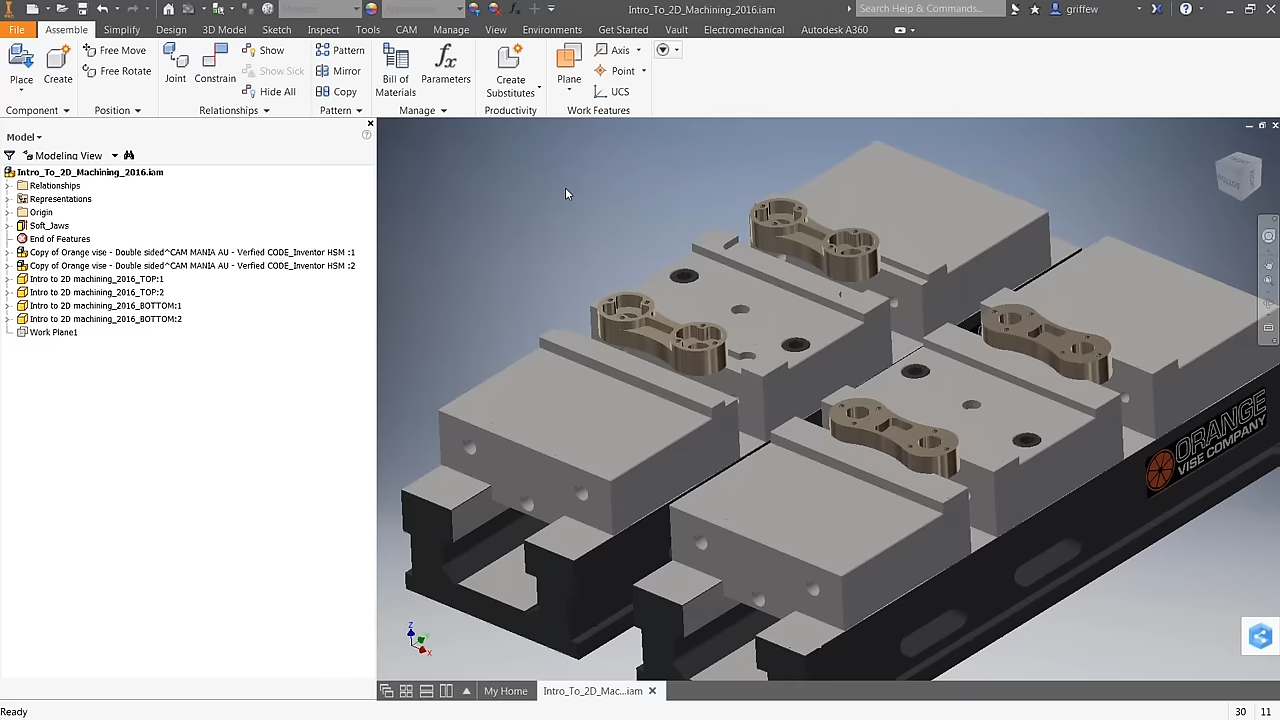 Intro_To_2D_Machining_2016.iam
Search Help & Commands...
griffew
File Assemble Simplify Design 3D Model Sketch Inspect Tools CAM Manage View Environments Get Started Vault Electromechanical Autodesk A360
Free Move Show Pattern Axis
Free Rotate Show Sick Mirror Point
Place Create Joint Constrain Hide All Copy Bill of Materials Parameters Create Substitutes Plane UCS
Component Position Relationships Pattern Manage Productivity Work Features
Model
Modeling View
Intro_To_2D_Machining_2016.iam
Relationships
Representations
Origin
Soft_Jaws
End of Features
Copy of Orange vise - Double sided^CAM MANIA AU - Verfied CODE_Inventor HSM :1
Copy of Orange vise - Double sided^CAM MANIA AU - Verfied CODE_Inventor HSM :2
Intro to 2D machining_2016_TOP:1
Intro to 2D machining_2016_TOP:2
Intro to 2D machining_2016_BOTTOM:1
Intro to 2D machining_2016_BOTTOM:2
Work Plane1
ORANGE
VISE COMPANY
Z
X
My Home Intro_To_2D_Mac...iam
Ready
30 11